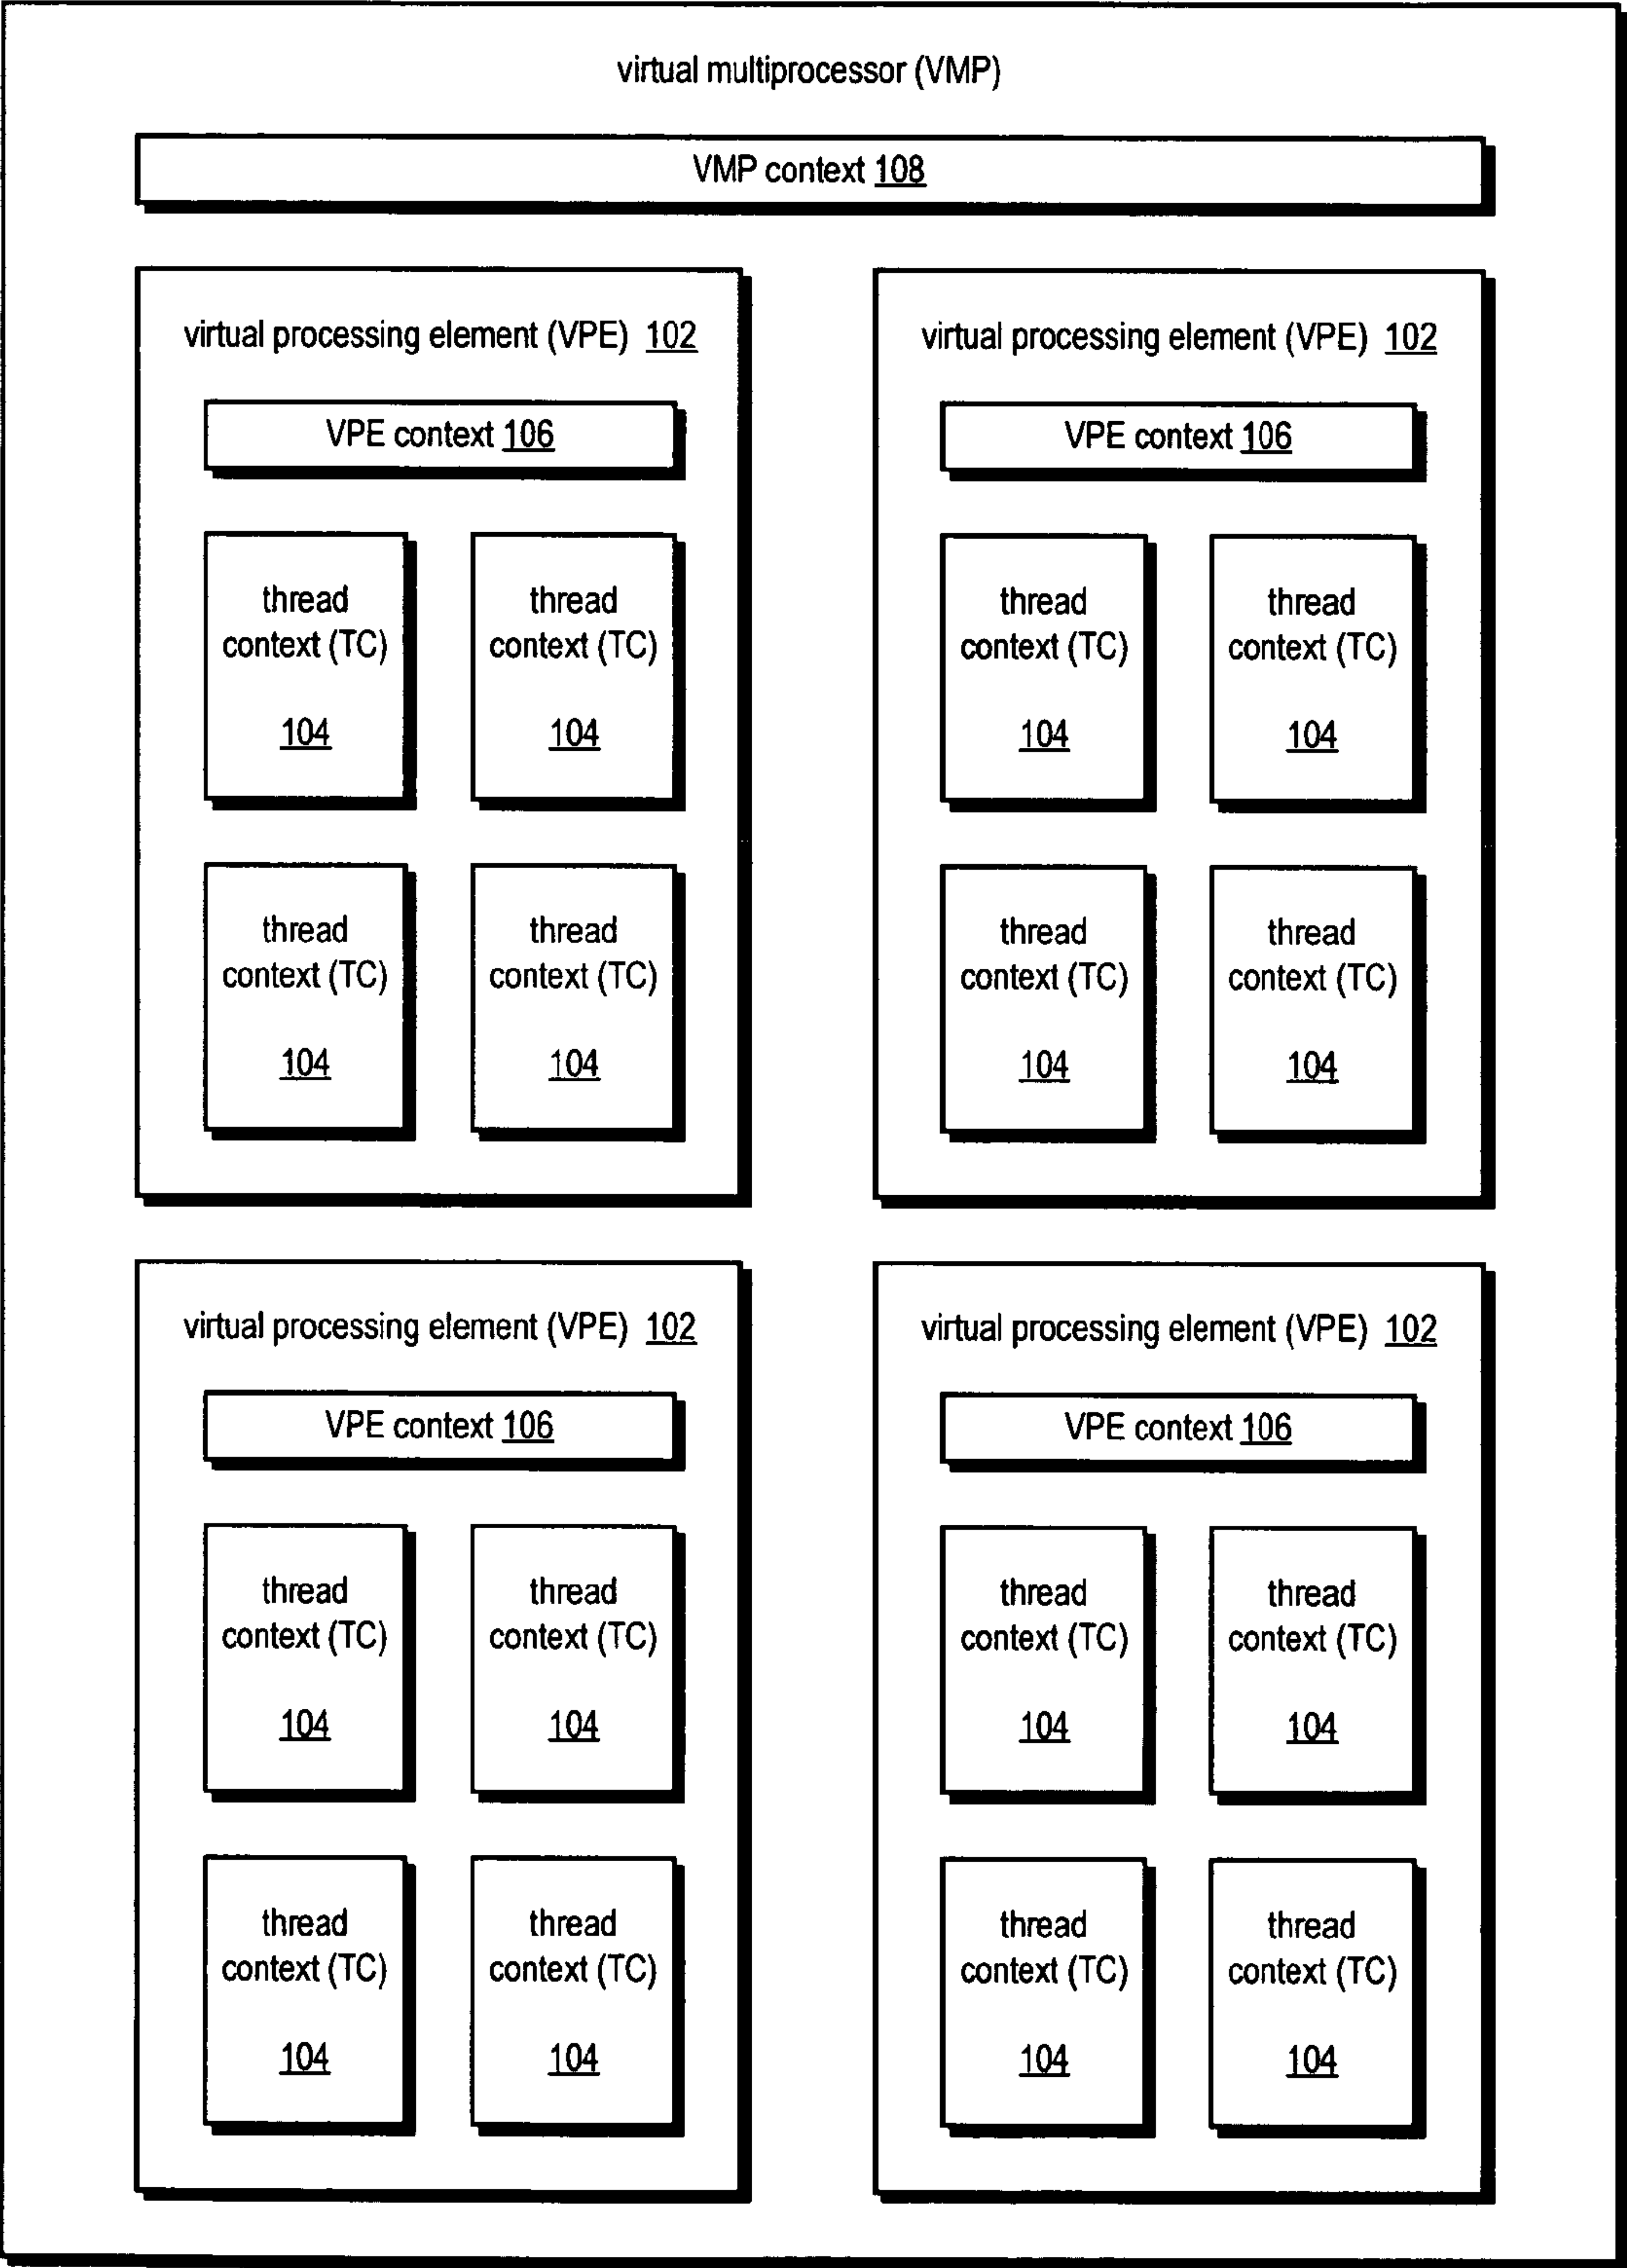 virtual multiprocessor (VMP)
VMP context 108
virtual processing element (VPE) 102
VPE context 106
thread
context (TC)
104
thread
context (TC)
104
thread
context (TC)
104
thread
context (TC)
104
virtual processing element (VPE) 102
VPE context 106
thread
context (TC)
104
thread
context (TC)
104
thread
context (TC)
104
thread
context (TC)
104
virtual processing element (VPE) 102
VPE context 106
thread
context (TC)
104
thread
context (TC)
104
thread
context (TC)
104
thread
context (TC)
104
virtual processing element (VPE) 102
VPE context 106
thread
context (TC)
104
thread
context (TC)
104
thread
context (TC)
104
thread
context (TC)
104